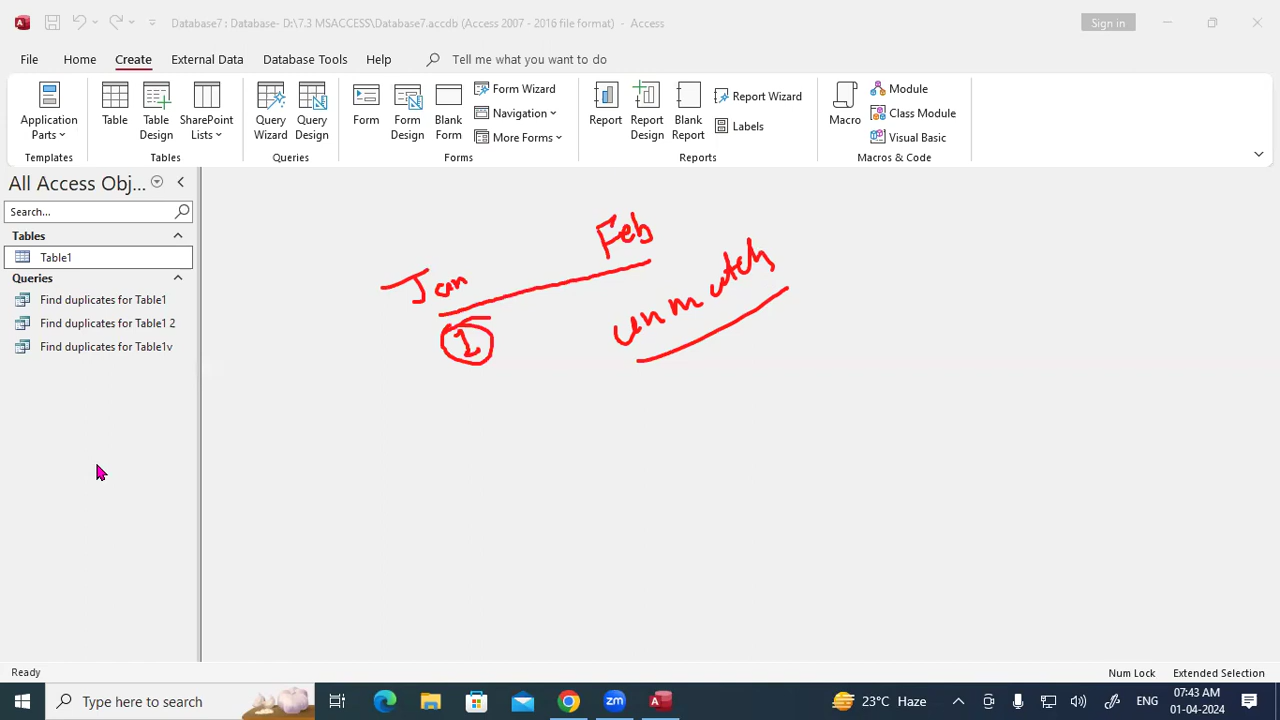 Database7 : Database- D:\7.3 MSACCESS\Database7.accdb (Access 2007 - 2016 file format) - Access
Sign in
File Home Create External Data Database Tools Help Tell me what you want to do
Application Parts
Table
Table Design
SharePoint Lists
Query Wizard
Query Design
Form
Form Design
Blank Form
Form Wizard
Navigation
More Forms
Report
Report Design
Blank Report
Report Wizard
Labels
Macro
Module
Class Module
Visual Basic
Templates Tables Queries Forms Reports Macros & Code
All Access Obj...
Search...
Tables
Table1
Queries
Find duplicates for Table1
Find duplicates for Table1 2
Find duplicates for Table1v
Feb
Jan
unmatch
1
Ready
Num Lock Extended Selection
Type here to search
23°C Haze
ENG
07:43 AM
01-04-2024